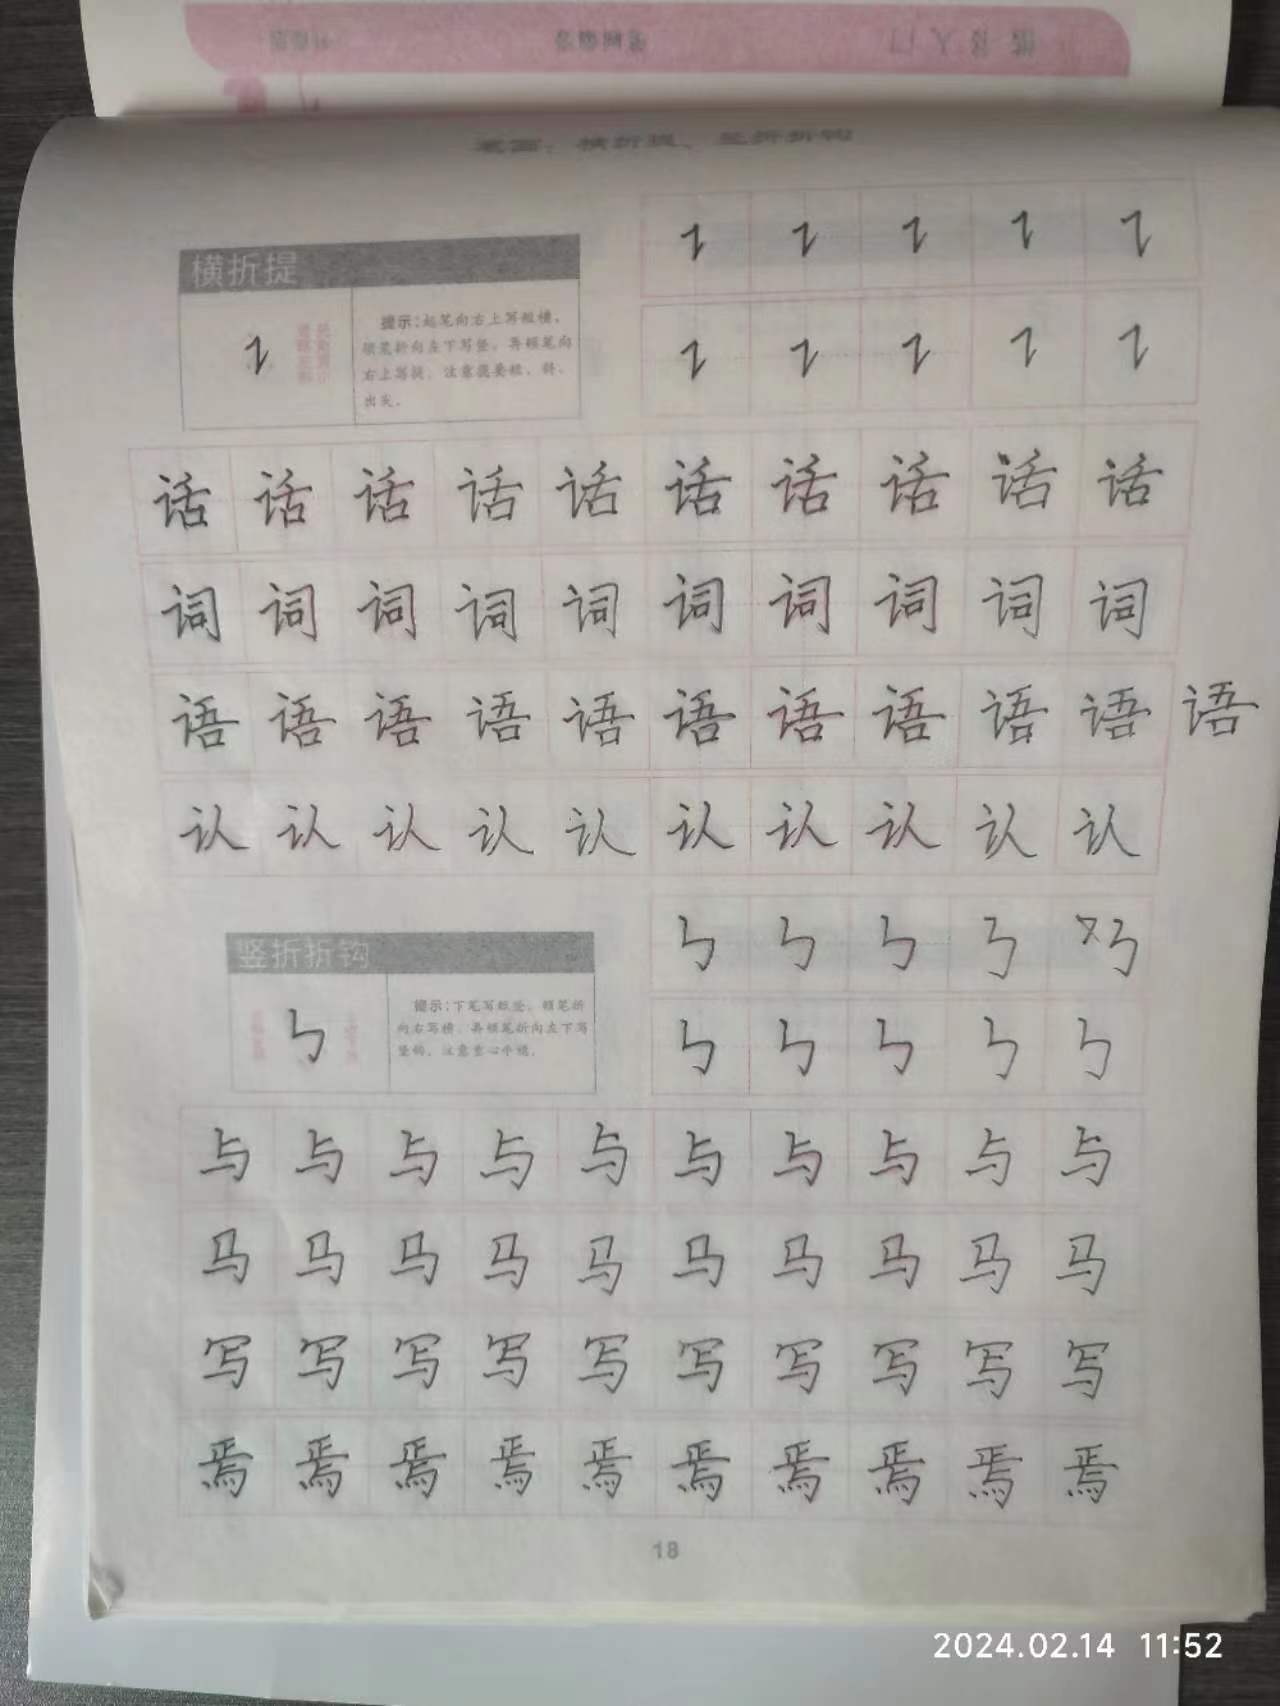 笔画：横折提、竖折折钩
横折提
提示：起笔向右上写短横，
顿笔折向左下写竖，再顿笔向
右上写提，注意提要短、斜、
出尖。
话话话话话话话话话话
词词词词词词词词词词
语语语语语语语语语语语
认认认认认认认认认认
竖折折钩
提示：下笔写短竖，顿笔折
向右写横，再顿笔折向左下写
竖钩，注意重心平稳。
与与与与与与与与与与
马马马马马马马马马马
写写写写写写写写写写
焉焉焉焉焉焉焉焉焉焉
18
2024.02.14 11:52